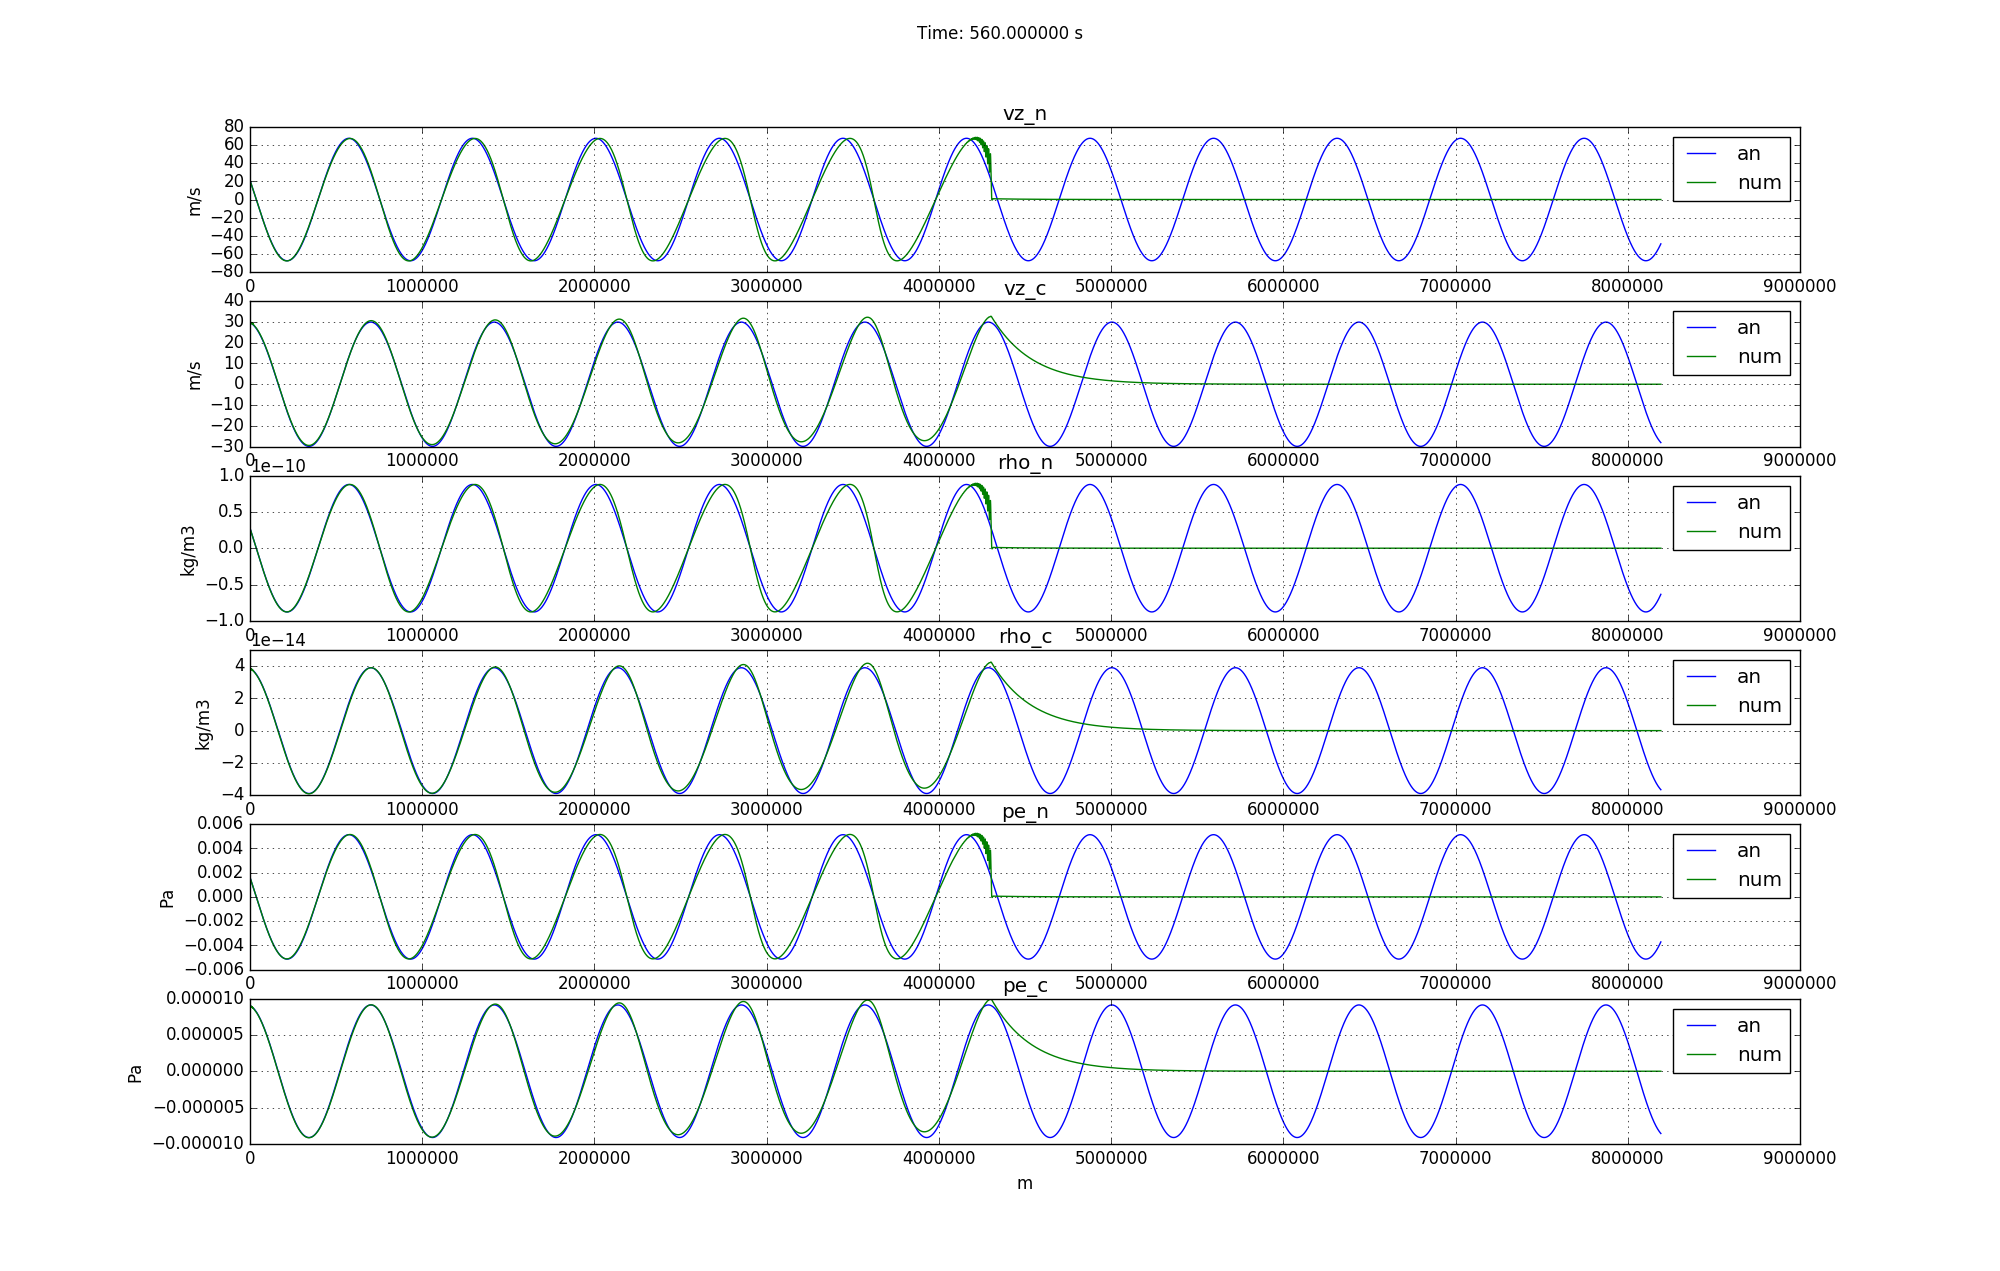 Time: 560.000000 s
vz_n
80
60
40
20
0
−20
−40
−60
−80
m/s
an
num
0 1000000 2000000 3000000 4000000 5000000 6000000 7000000 8000000 9000000
vz_c
40
30
20
10
0
−10
−20
−30
m/s
an
num
0 1000000 2000000 3000000 4000000 5000000 6000000 7000000 8000000 9000000
1e−10
rho_n
1.0
0.5
0.0
−0.5
−1.0
kg/m3
an
num
0 1000000 2000000 3000000 4000000 5000000 6000000 7000000 8000000 9000000
1e−14
rho_c
4
2
0
−2
−4
kg/m3
an
num
0 1000000 2000000 3000000 4000000 5000000 6000000 7000000 8000000 9000000
pe_n
0.006
0.004
0.002
0.000
−0.002
−0.004
−0.006
Pa
an
num
0 1000000 2000000 3000000 4000000 5000000 6000000 7000000 8000000 9000000
pe_c
0.000010
0.000005
0.000000
−0.000005
−0.000010
Pa
an
num
0 1000000 2000000 3000000 4000000 5000000 6000000 7000000 8000000 9000000
m